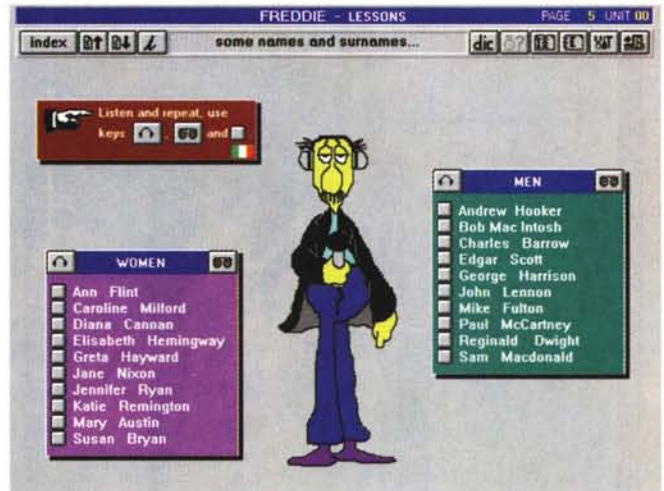 FREDDIE - LESSONS
PAGE 5 UNIT 00
index
some names and surnames...
dic
Listen and repeat, use
keys , and
MEN
Andrew Hooker
Bob Mac Intosh
Charles Barrow
Edgar Scott
George Harrison
John Lennon
Mike Fulton
Paul McCartney
Reginald Dwight
Sam Macdonald
WOMEN
Ann Flint
Caroline Milford
Diana Cannan
Elisabeth Hemingway
Greta Hayward
Jane Nixon
Jennifer Ryan
Katie Remington
Mary Austin
Susan Bryan